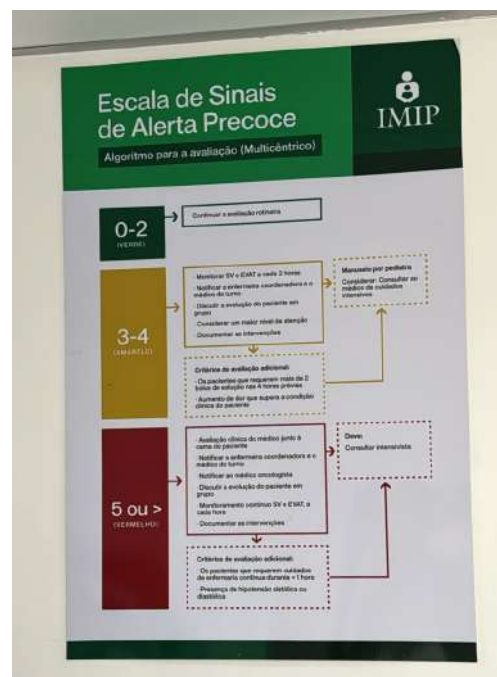 Escala de Sinais
de Alerta Precoce
IMIP
Algoritmo para a avaliação (Multicêntrico)
0-2
(VERDE)
Continuar a avaliação rotineira
3-4
(AMARELO)
· Monitorar SV e EVAT a cada 2 horas
· Notificar a enfermeira coordenadora e o
médico do turno
· Discutir a evolução do paciente em
grupo
· Considerar um maior nível de atenção
· Documentar as intervenções
Manuseio por pediatra
Considerar: Consultar ao
médico de cuidados
intensivos
Critérios de avaliação adicional:
· Os pacientes que requerem mais de 2
bolus de solução nas 4 horas prévias
· Aumento de dor que supera a condição
clínica do paciente
5 ou >
(VERMELHO)
· Avaliação clínica do médico junto à
cama do paciente
· Notificar a enfermeira coordenadora e o
médico do turno
· Notificar ao médico oncologista
· Discutir a evolução do paciente em
grupo
· Monitoramento contínuo SV e EVAT, a
cada hora
· Documentar as intervenções
Deve:
Consultar intensivista
Critérios de avaliação adicional:
· Os pacientes que requerem cuidados
de enfermaria contínua durante < 1 hora
· Presença de hipotensão sistólica ou
diastólica